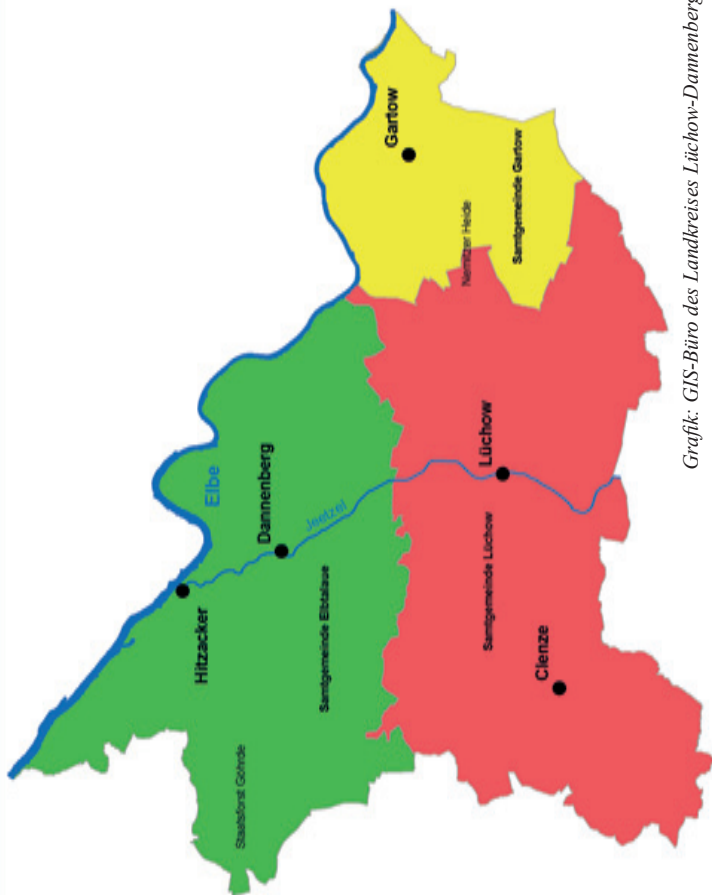 Elbe
Hitzacker
Dannenberg
Jeetzel
Staatsforst Göhrde
Samtgemeinde Elbtalaue
Gartow
Nemitzer Heide
Samtgemeinde Gartow
Lüchow
Samtgemeinde Lüchow
Clenze
Grafik: GIS-Büro des Landkreises Lüchow-Dannenberg